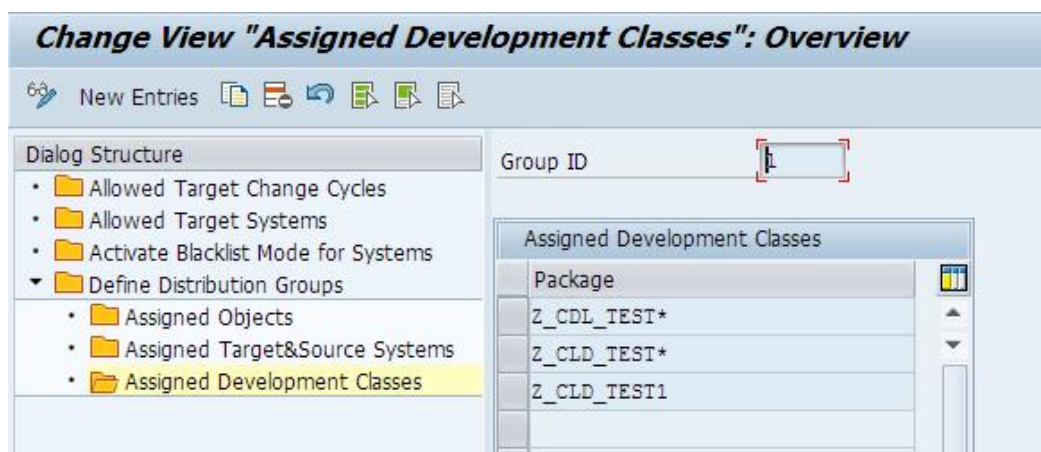 Change View "Assigned Development Classes": Overview
New Entries
Dialog Structure
Allowed Target Change Cycles
Allowed Target Systems
Activate Blacklist Mode for Systems
Define Distribution Groups
Assigned Objects
Assigned Target&Source Systems
Assigned Development Classes
Group ID 1
Assigned Development Classes
Package
Z_CDL_TEST*
Z_CLD_TEST*
Z_CLD_TEST1